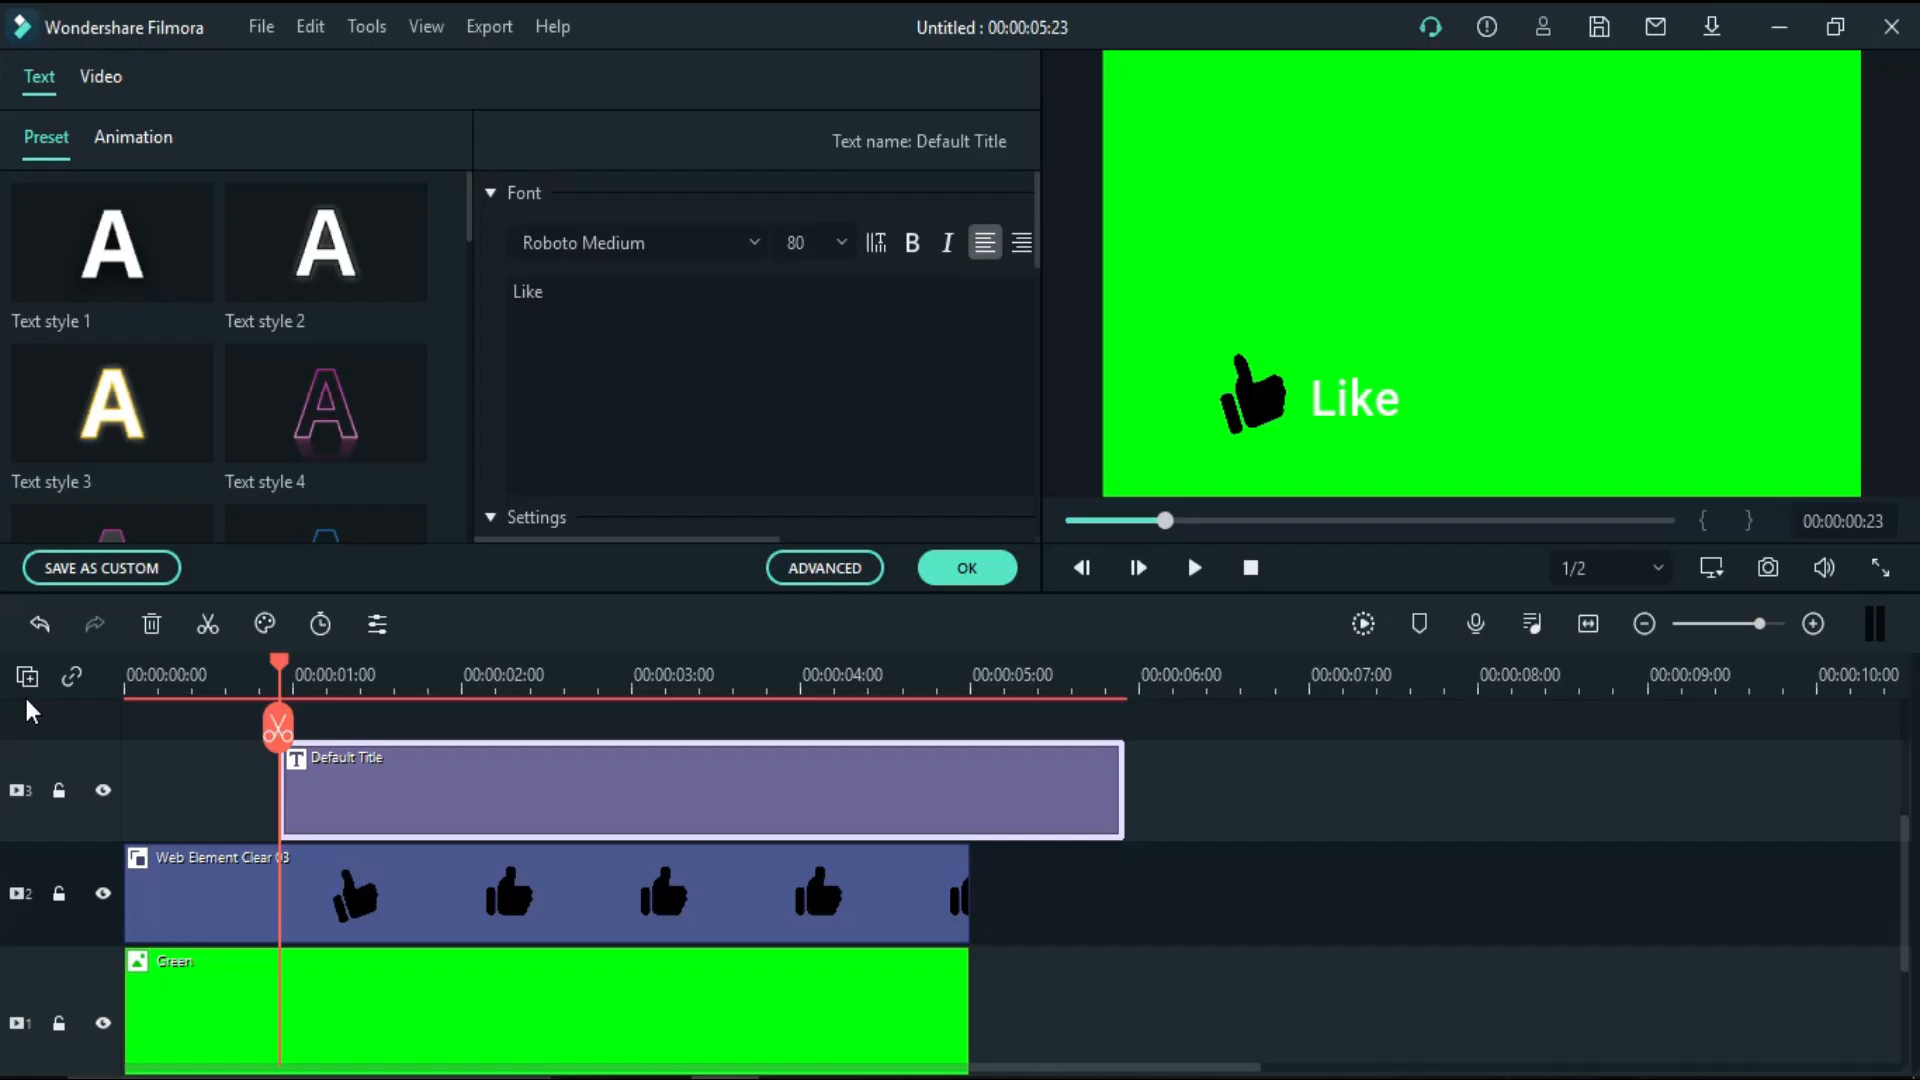 Wondershare Filmora File Edit Tools View Export Help Untitled : 00:00:05:23
Text Video
Preset Animation Text name: Default Title
Font
Roboto Medium 80 B I
Like
A A
Text style 1 Text style 2
A A
Text style 3 Text style 4
Settings
Like
00:00:00:23
SAVE AS CUSTOM ADVANCED OK 1/2
00:00:00:00 00:00:01:00 00:00:02:00 00:00:03:00 00:00:04:00 00:00:05:00 00:00:06:00 00:00:07:00 00:00:08:00 00:00:09:00 00:00:10:00
T Default Title
3
Web Element Clear 03
2
Green
1